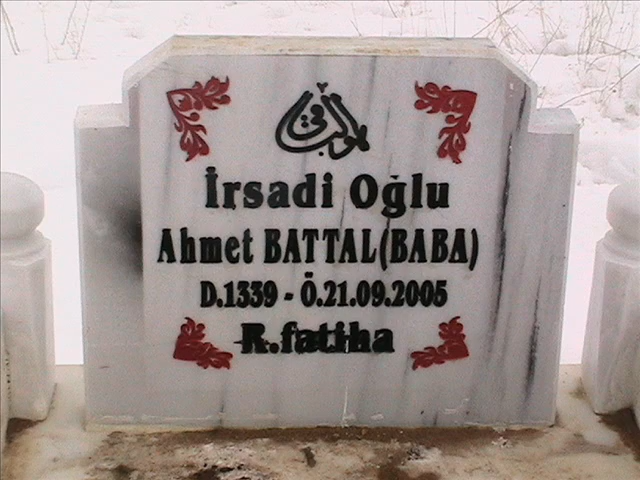 هو الباقي
İrsadi Oğlu
Ahmet BATTAL(BABA)
D.1339 - Ö.21.09.2005
R.fatiha